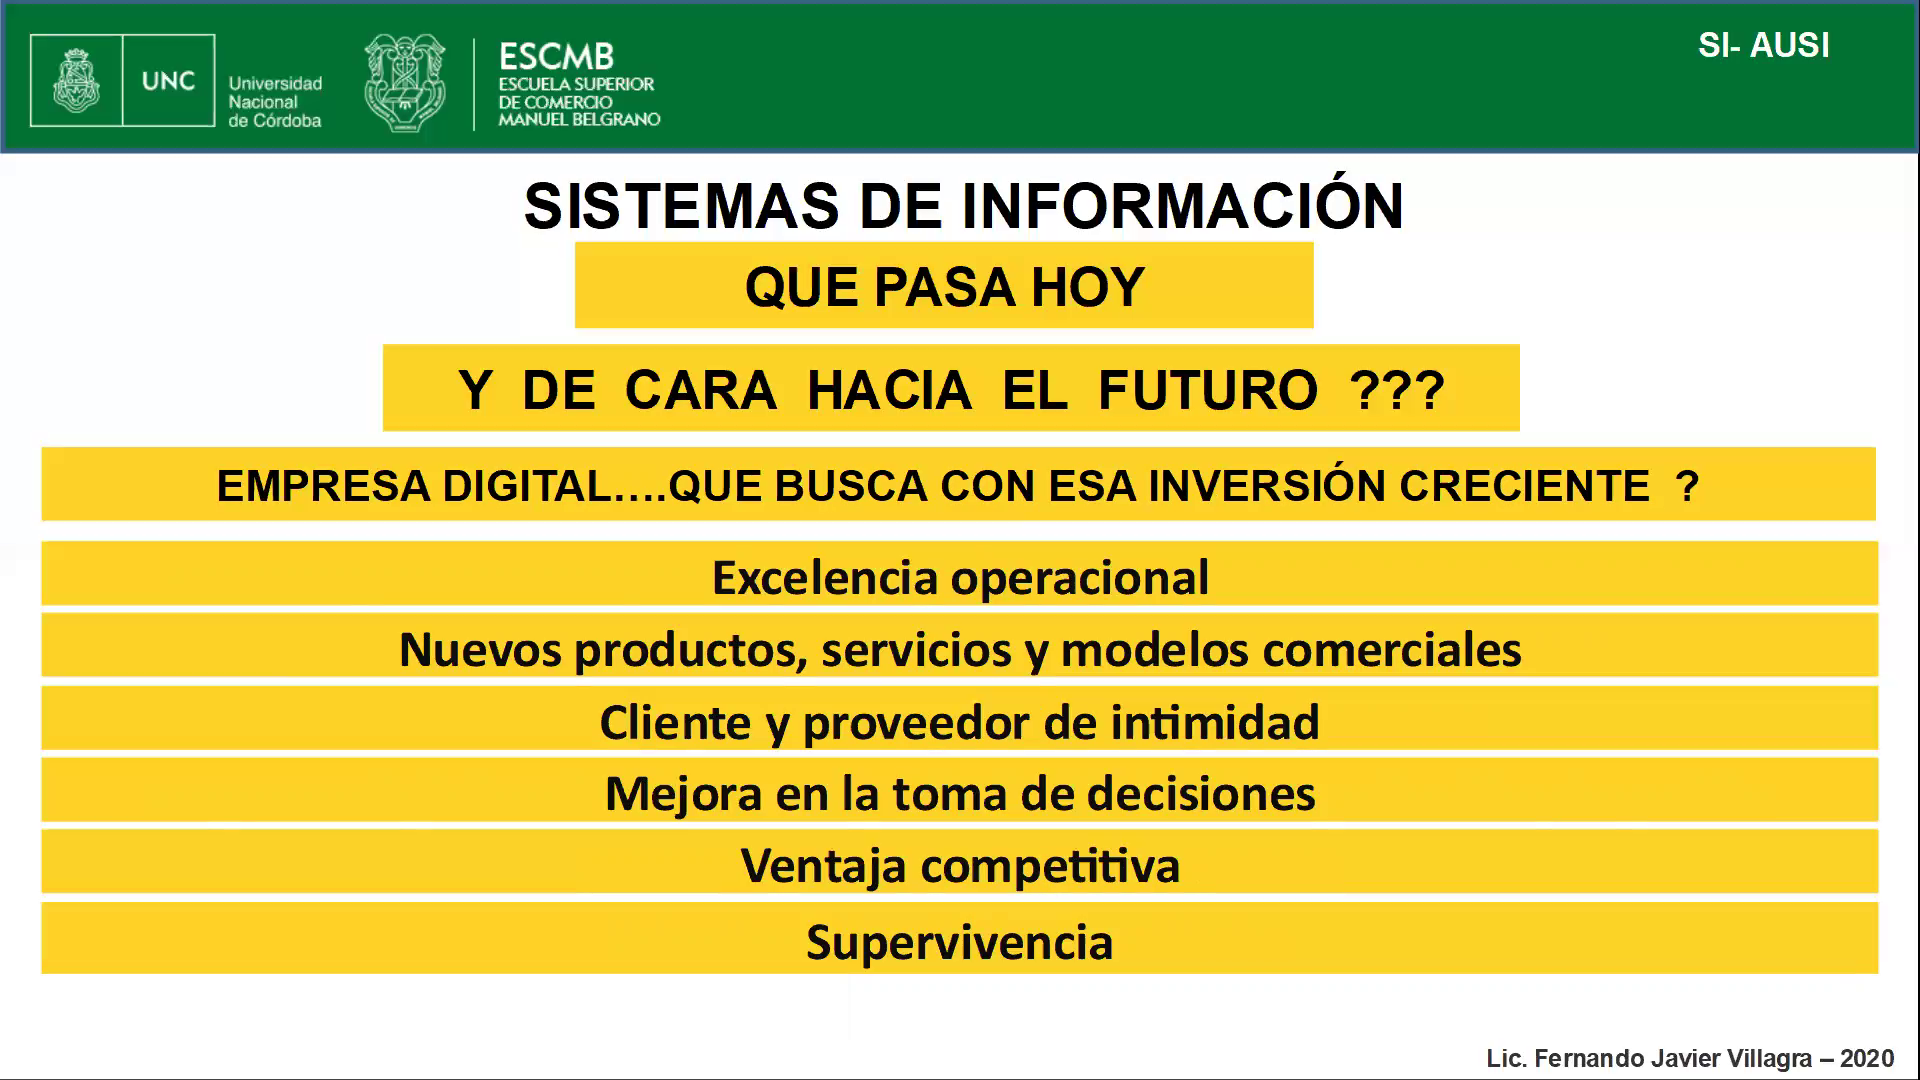 UNC
Universidad
Nacional
de Córdoba
ESCMB
ESCUELA SUPERIOR
DE COMERCIO
MANUEL BELGRANO
SI- AUSI
SISTEMAS DE INFORMACIÓN
QUE PASA HOY
Y DE CARA HACIA EL FUTURO ???
EMPRESA DIGITAL....QUE BUSCA CON ESA INVERSIÓN CRECIENTE ?
Excelencia operacional
Nuevos productos, servicios y modelos comerciales
Cliente y proveedor de intimidad
Mejora en la toma de decisiones
Ventaja competitiva
Supervivencia
Lic. Fernando Javier Villagra – 2020